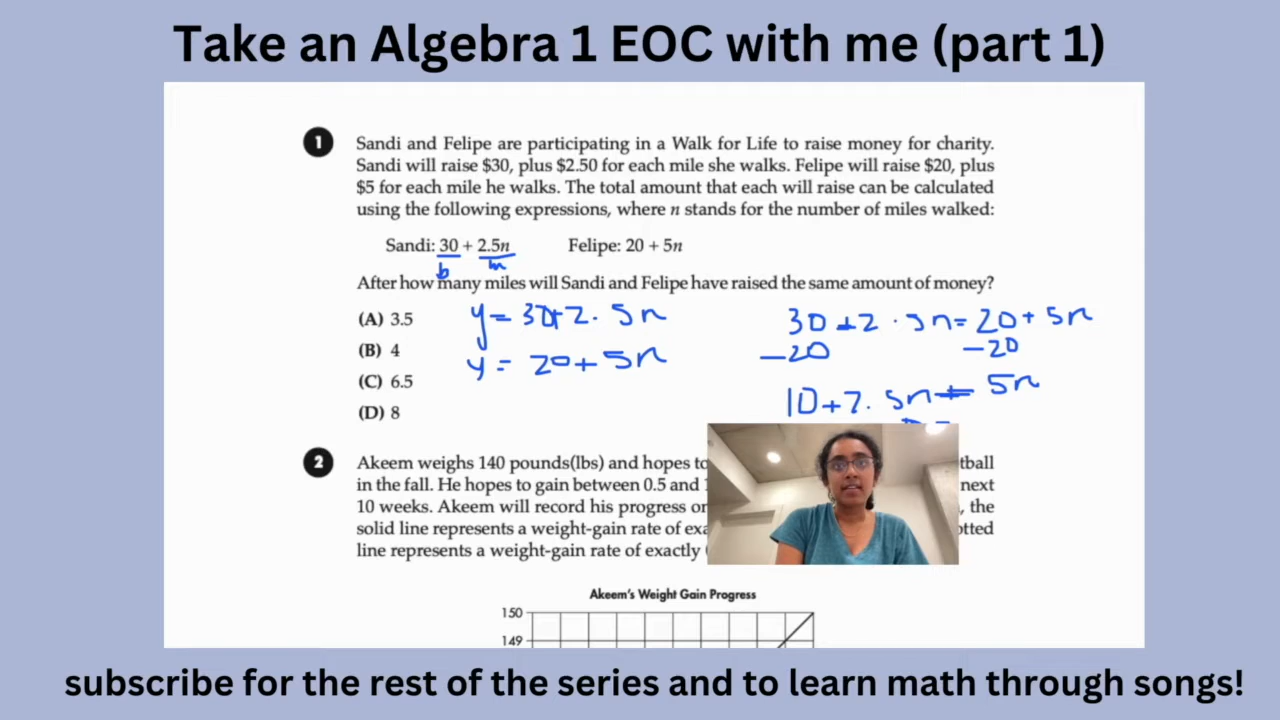 Take an Algebra 1 EOC with me (part 1)
1 Sandi and Felipe are participating in a Walk for Life to raise money for charity.
Sandi will raise $30, plus $2.50 for each mile she walks. Felipe will raise $20, plus
$5 for each mile he walks. The total amount that each will raise can be calculated
using the following expressions, where n stands for the number of miles walked:
Sandi: 30 + 2.5n Felipe: 20 + 5n
b m
After how many miles will Sandi and Felipe have raised the same amount of money?
(A) 3.5
(B) 4
(C) 6.5
(D) 8
y = 30+2.5n
y = 20+5n
30+2.5n=20+5n
-20 -20
10+2.5n= 5n
2 Akeem weighs 140 pounds(lbs) and hopes to
tball
in the fall. He hopes to gain between 0.5 and
next
10 weeks. Akeem will record his progress
, the
solid line represents a weight-gain rate of
line represents a weight-gain rate of exactly
Akeem's Weight Gain Progress
150
149
subscribe for the rest of the series and to learn math through songs!